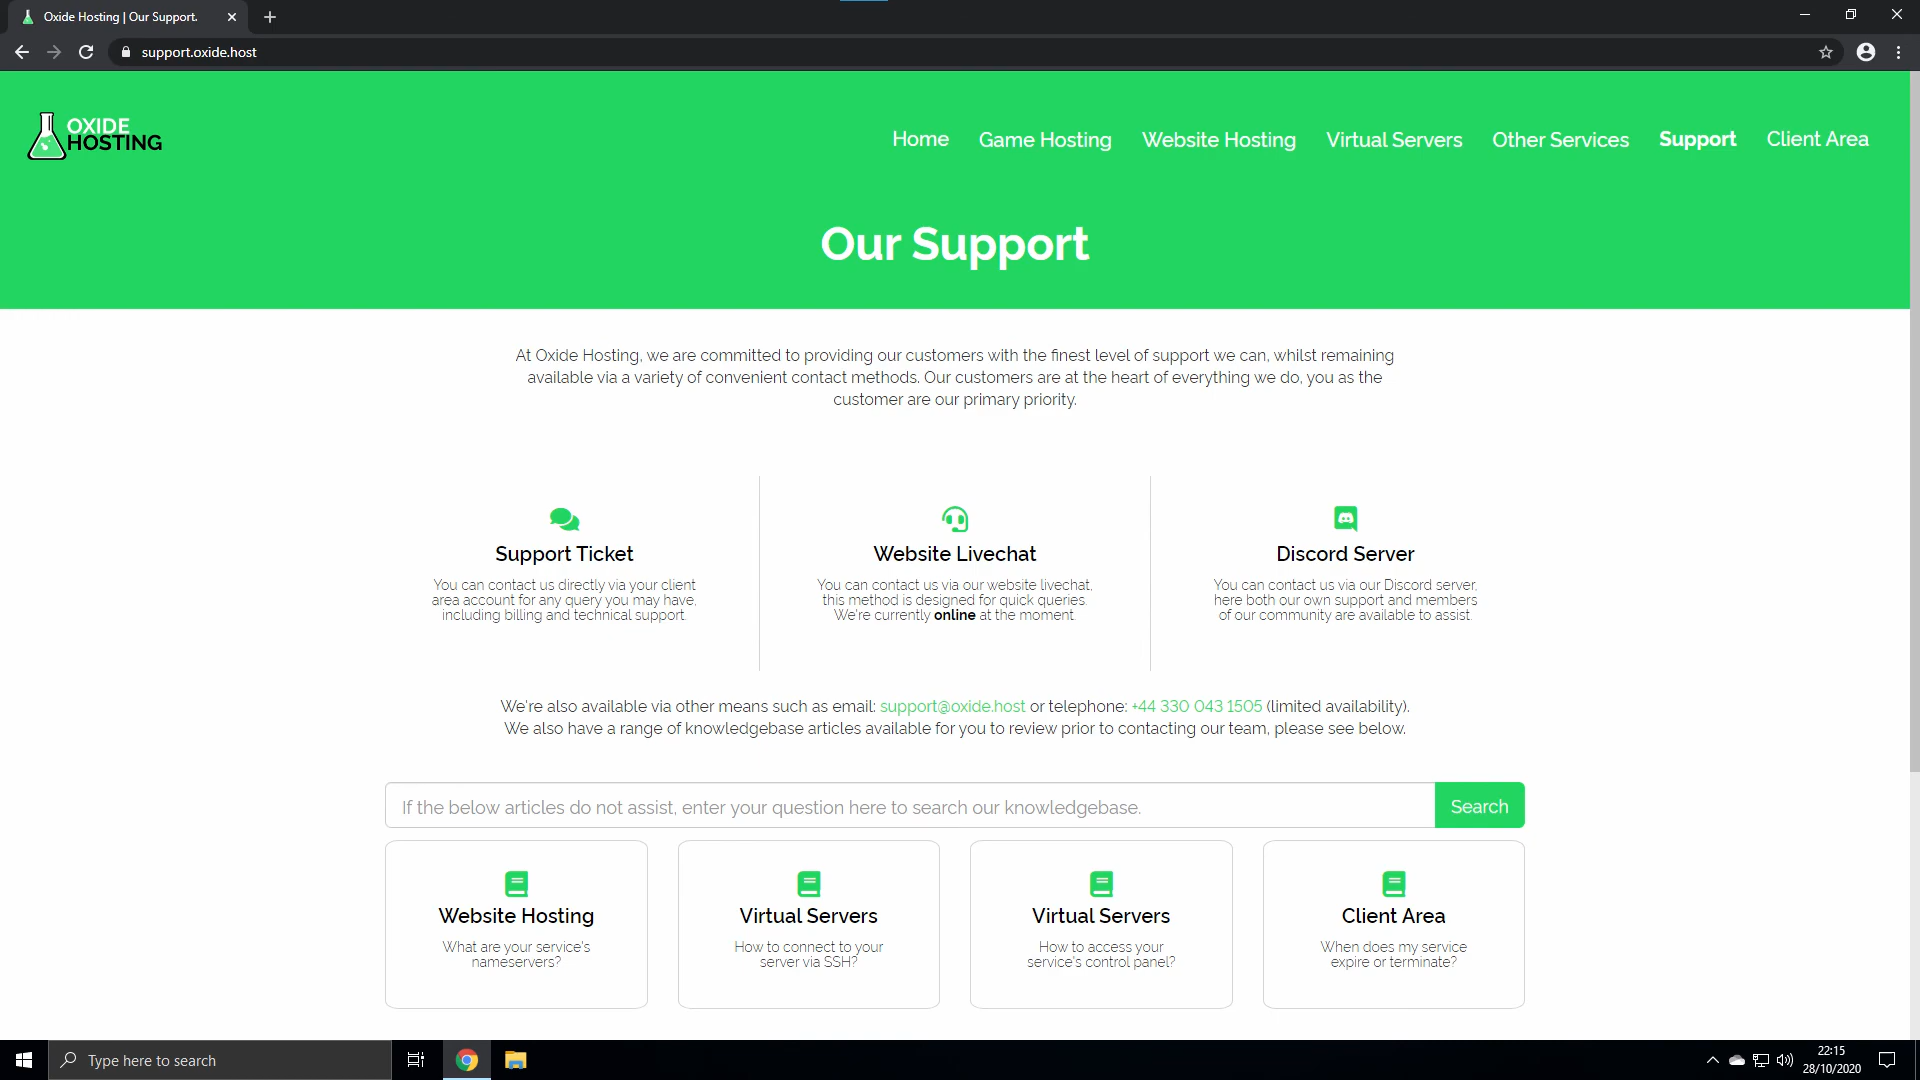 Oxide Hosting | Our Support.
support.oxide.host
OXIDE
HOSTING
Home
Game Hosting
Website Hosting
Virtual Servers
Other Services
Support
Client Area
Our Support
At Oxide Hosting, we are committed to providing our customers with the finest level of support we can, whilst remaining
available via a variety of convenient contact methods. Our customers are at the heart of everything we do, you as the
customer are our primary priority.
Support Ticket
You can contact us directly via your client
area account for any query you may have,
including billing and technical support.
Website Livechat
You can contact us via our website livechat,
this method is designed for quick queries.
We're currently online at the moment.
Discord Server
You can contact us via our Discord server,
here both our own support and members
of our community are available to assist.
We're also available via other means such as email: support@oxide.host or telephone: +44 330 043 1505 (limited availability).
We also have a range of knowledgebase articles available for you to review prior to contacting our team, please see below.
If the below articles do not assist, enter your question here to search our knowledgebase.
Search
Website Hosting
What are your service's
nameservers?
Virtual Servers
How to connect to your
server via SSH?
Virtual Servers
How to access your
service's control panel?
Client Area
When does my service
expire or terminate?
Type here to search
22:15
28/10/2020